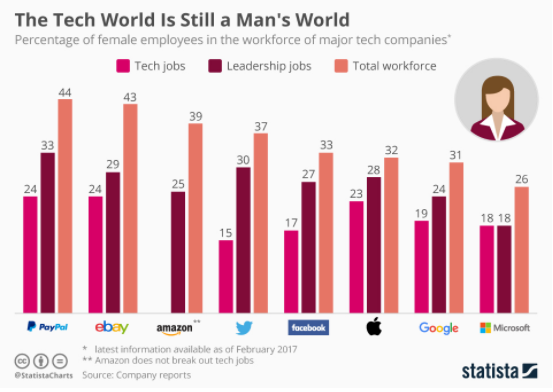 The Tech World Is Still a Man's World
Percentage of female employees in the workforce of major tech companies*
Tech jobs Leadership jobs Total workforce
24 33 44
24 29 43
25 39
15 30 37
17 27 33
23 28 32
19 24 31
18 18 26
PayPal ebay amazon** facebook Google Microsoft
* latest information available as of February 2017
** Amazon does not break out tech jobs
@StatistaCharts Source: Company reports
statista